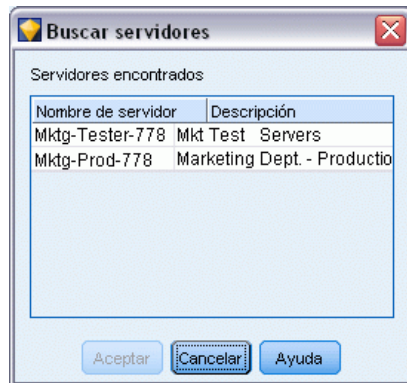 Buscar servidores
Servidores encontrados
Nombre de servidor Descripción
Mktg-Tester-778 Mkt Test Servers
Mktg-Prod-778 Marketing Dept. - Productio
Aceptar Cancelar Ayuda